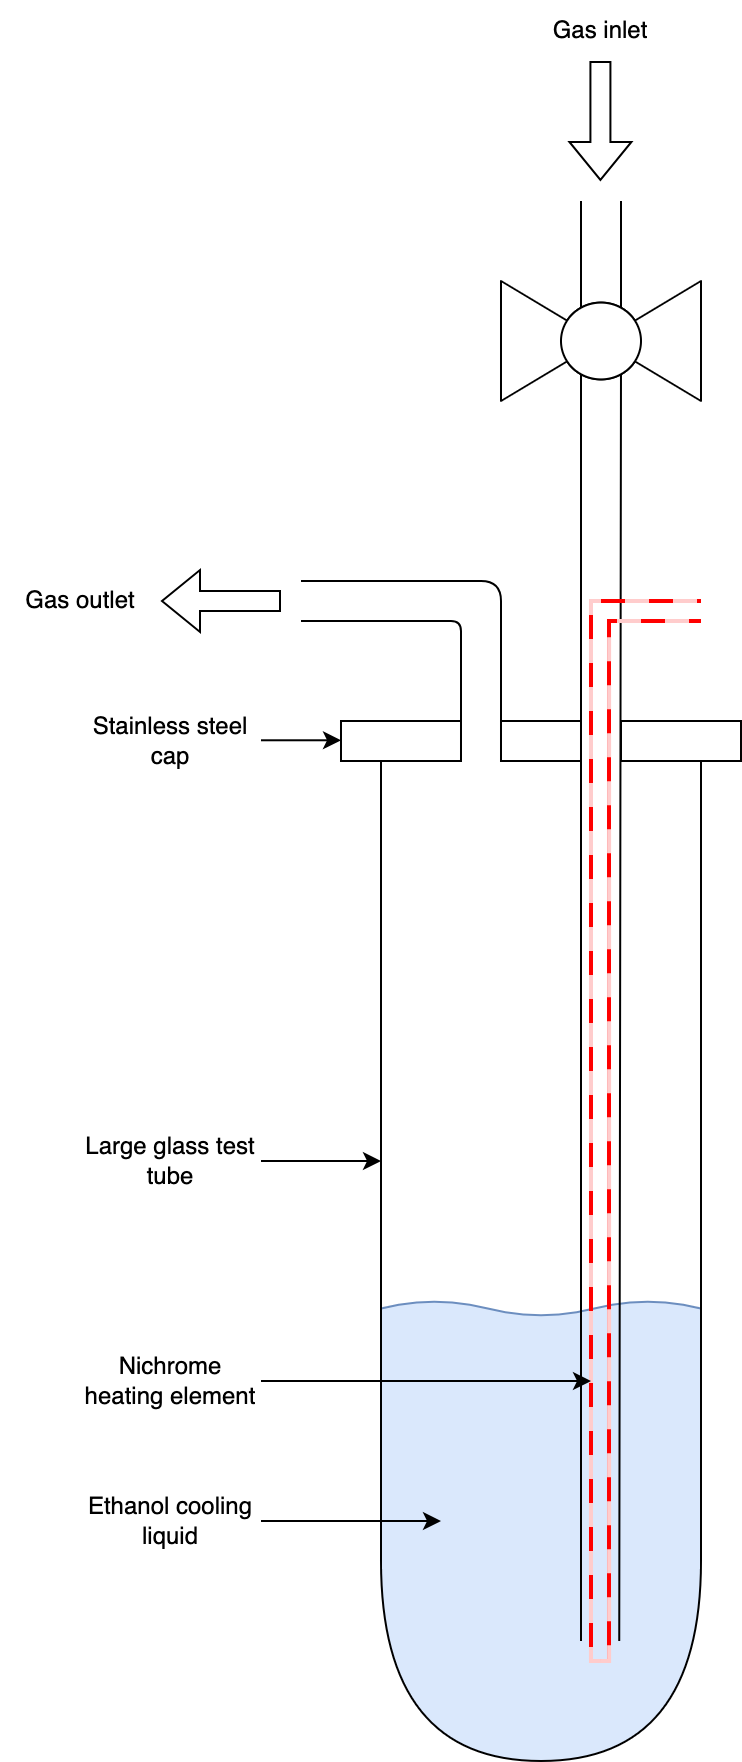 Gas inlet
Gas outlet
Stainless steel
cap
Large glass test
tube
Nichrome
heating element
Ethanol cooling
liquid